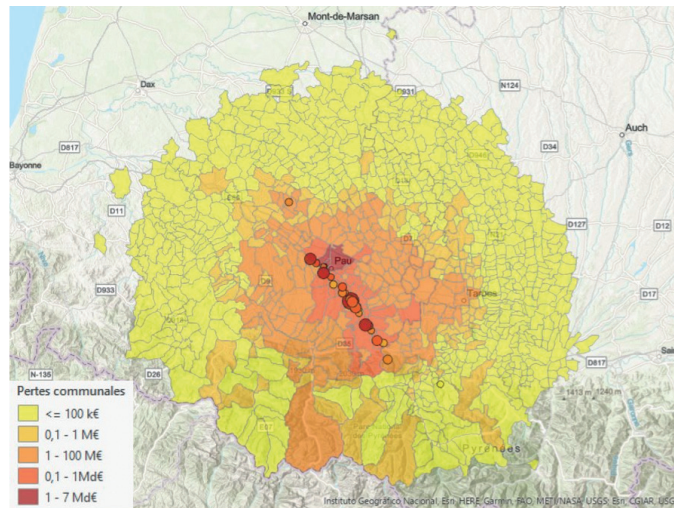 Mont-de-Marsan
N124
Dax
D931
Auch
D817
D34
Bayonne
D11
D127
D12
Pau
D933
D17
Tarbes
D817
N-135
D26
1413 m
1240 m
Pyrénées
Pertes communales
<= 100 k€
0,1 - 1 M€
1 - 100 M€
0,1 - 1Md€
1 - 7 Md€
Instituto Geográfico Nacional, Esri, HERE, Garmin, FAO, METI/NASA, USGS; Esri, CGIAR, USG